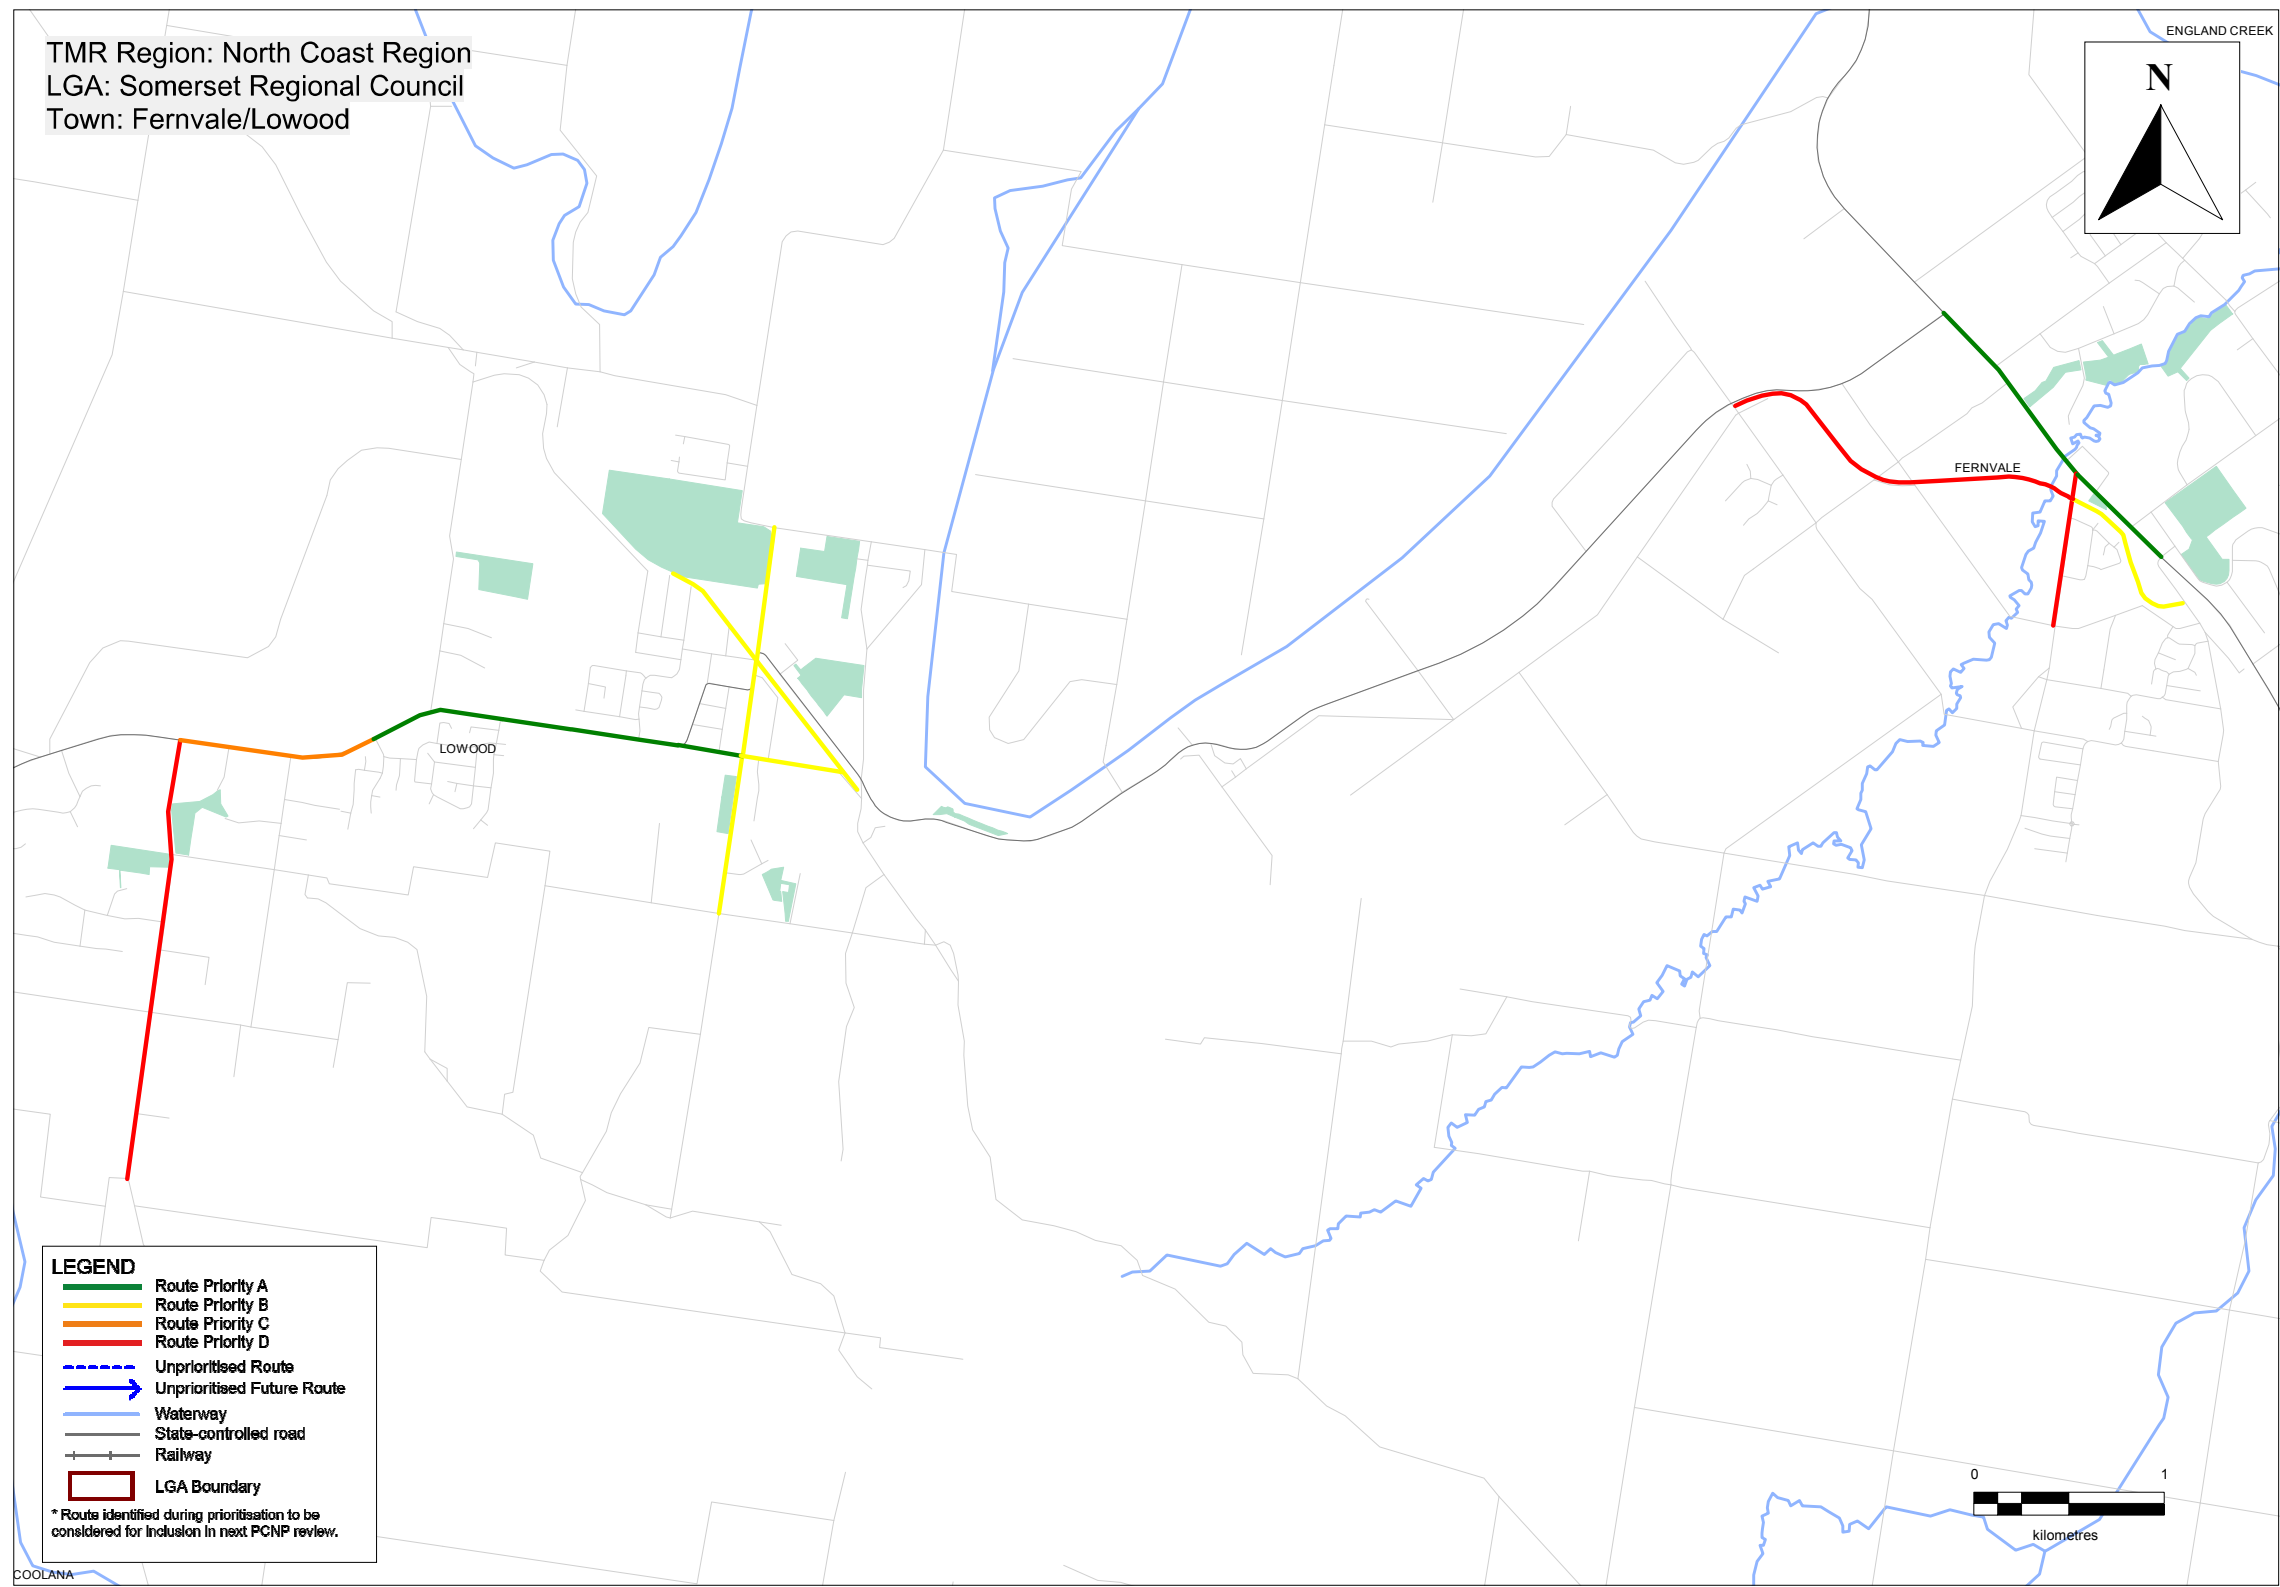 TMR Region: North Coast Region
LGA: Somerset Regional Council
Town: Fernvale/Lowood
ENGLAND CREEK
N
FERNVALE
LOWOOD
LEGEND
Route Priority A
Route Priority B
Route Priority C
Route Priority D
Unprioritised Route
Unprioritised Future Route
Waterway
State-controlled road
Railway
LGA Boundary
* Route identified during prioritisation to be
considered for inclusion in next PCNP review.
0 1
kilometres
COOLANA